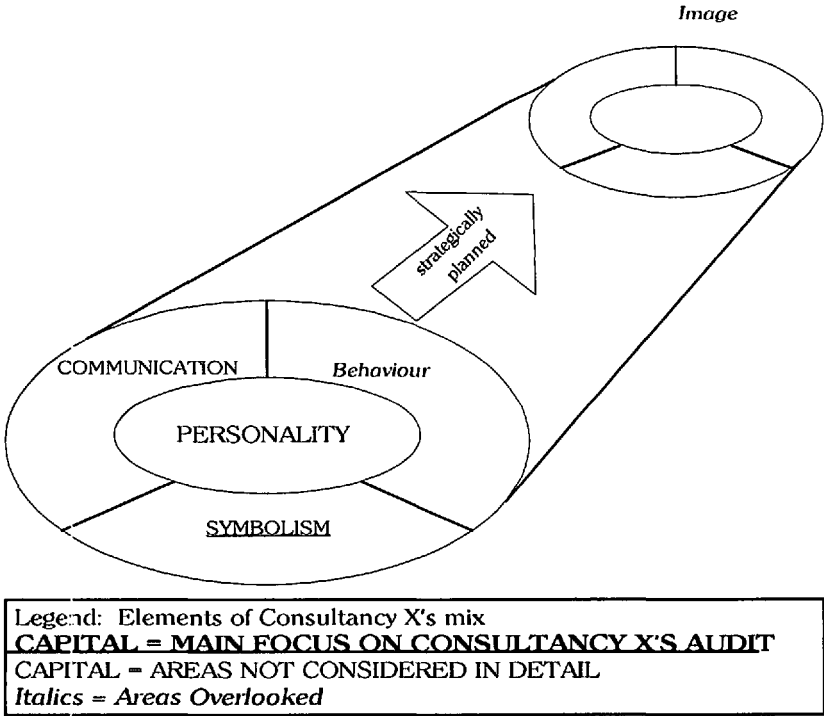 Image
strategically
planned
COMMUNICATION
Behaviour
PERSONALITY
SYMBOLISM
Legend: Elements of Consultancy X's mix
CAPITAL = MAIN FOCUS ON CONSULTANCY X'S AUDIT
CAPITAL = AREAS NOT CONSIDERED IN DETAIL
Italics = Areas Overlooked